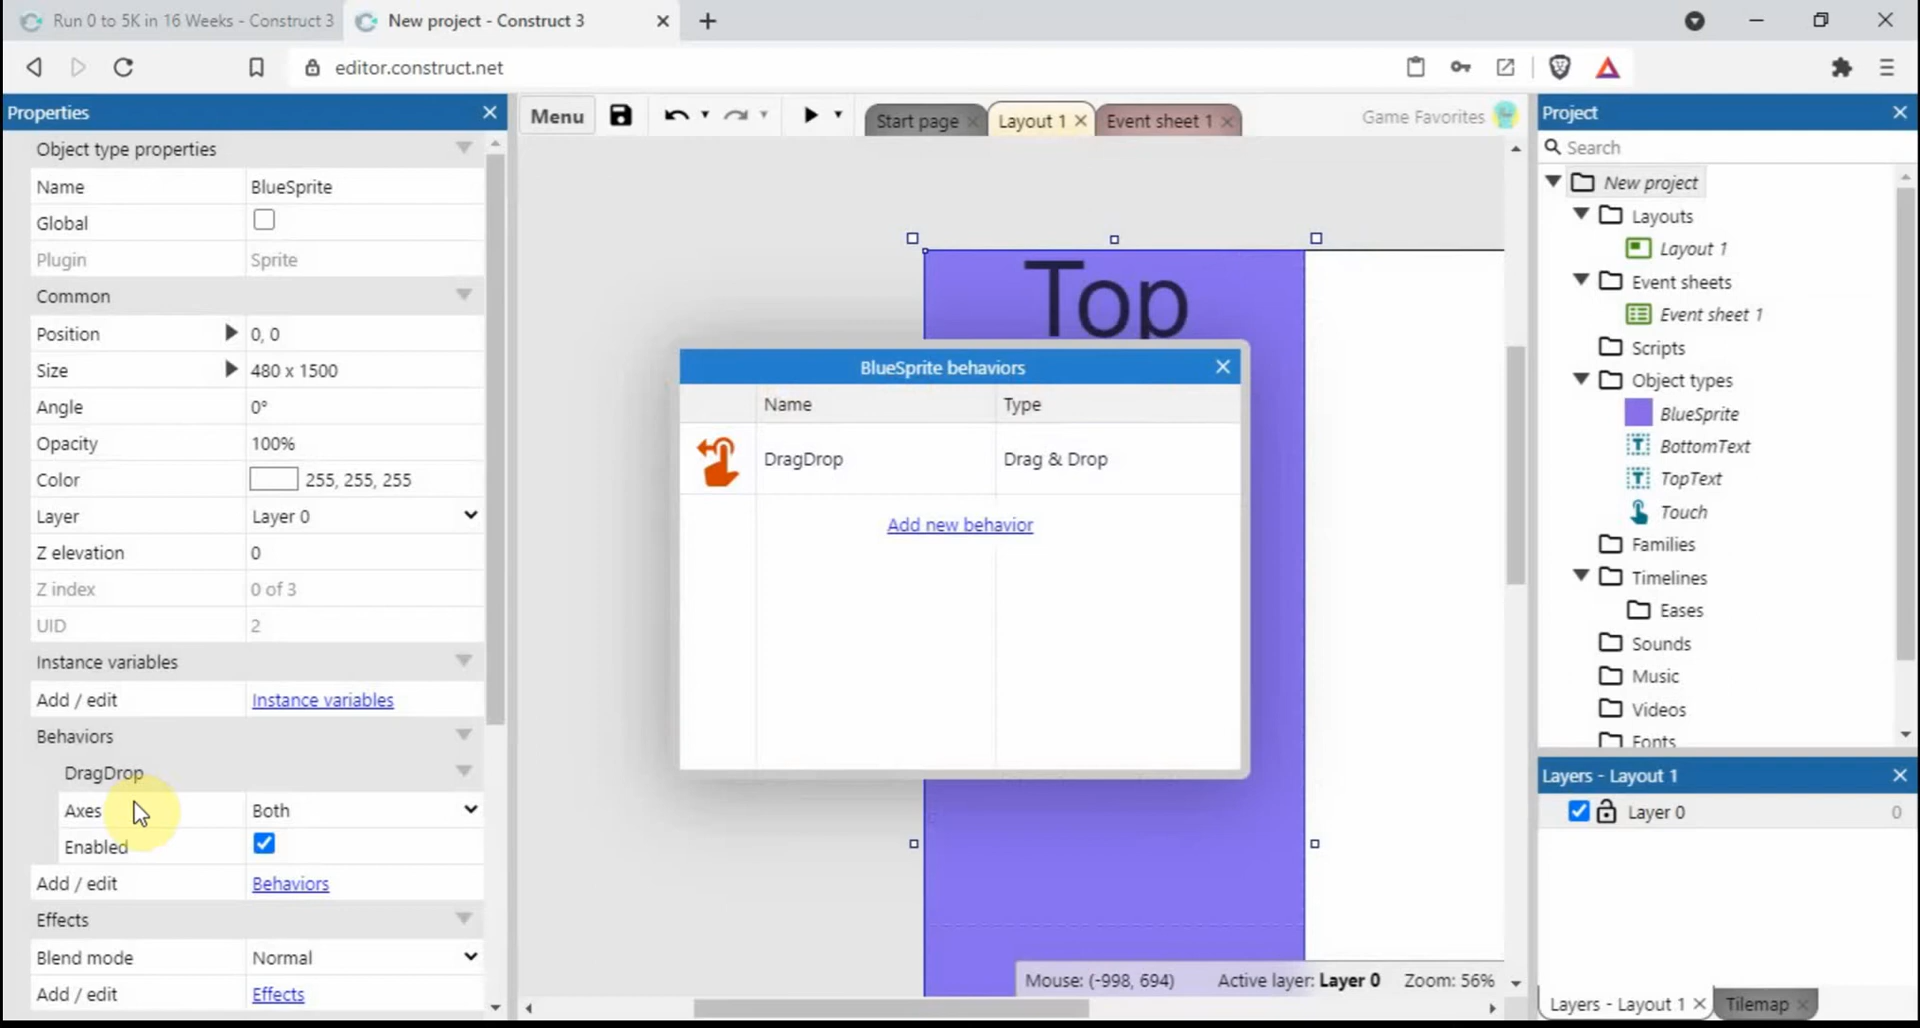 Run 0 to 5K in 16 Weeks - Construct 3
New project - Construct 3
editor.construct.net
Properties
Object type properties
Name BlueSprite
Global
Plugin Sprite
Common
Position 0, 0
Size 480 x 1500
Angle 0°
Opacity 100%
Color 255, 255, 255
Layer Layer 0
Z elevation 0
Z index 0 of 3
UID 2
Instance variables
Add / edit Instance variables
Behaviors
DragDrop
Axes Both
Enabled
Add / edit Behaviors
Effects
Blend mode Normal
Add / edit Effects
Menu
Start page
Layout 1
Event sheet 1
Game Favorites
Top
BlueSprite behaviors
Name Type
DragDrop Drag & Drop
Add new behavior
Mouse: (-998, 694) Active layer: Layer 0 Zoom: 56%
Project
Search
New project
Layouts
Layout 1
Event sheets
Event sheet 1
Scripts
Object types
BlueSprite
BottomText
TopText
Touch
Families
Timelines
Eases
Sounds
Music
Videos
Fonts
Layers - Layout 1
Layer 0 0
Layers - Layout 1
Tilemap